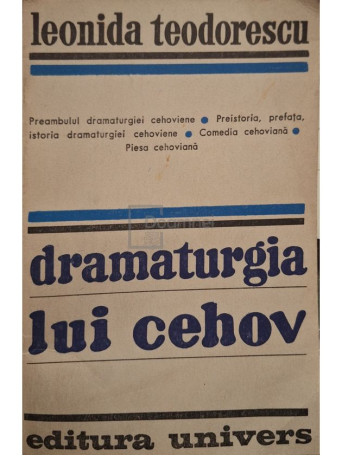 leonida teodorescu
Preambulul dramaturgiei cehoviene ● Preistoria, prefața,
istoria dramaturgiei cehoviene ● Comedia cehoviană ●
Piesa cehoviană
dramaturgia
lui cehov
editura univers